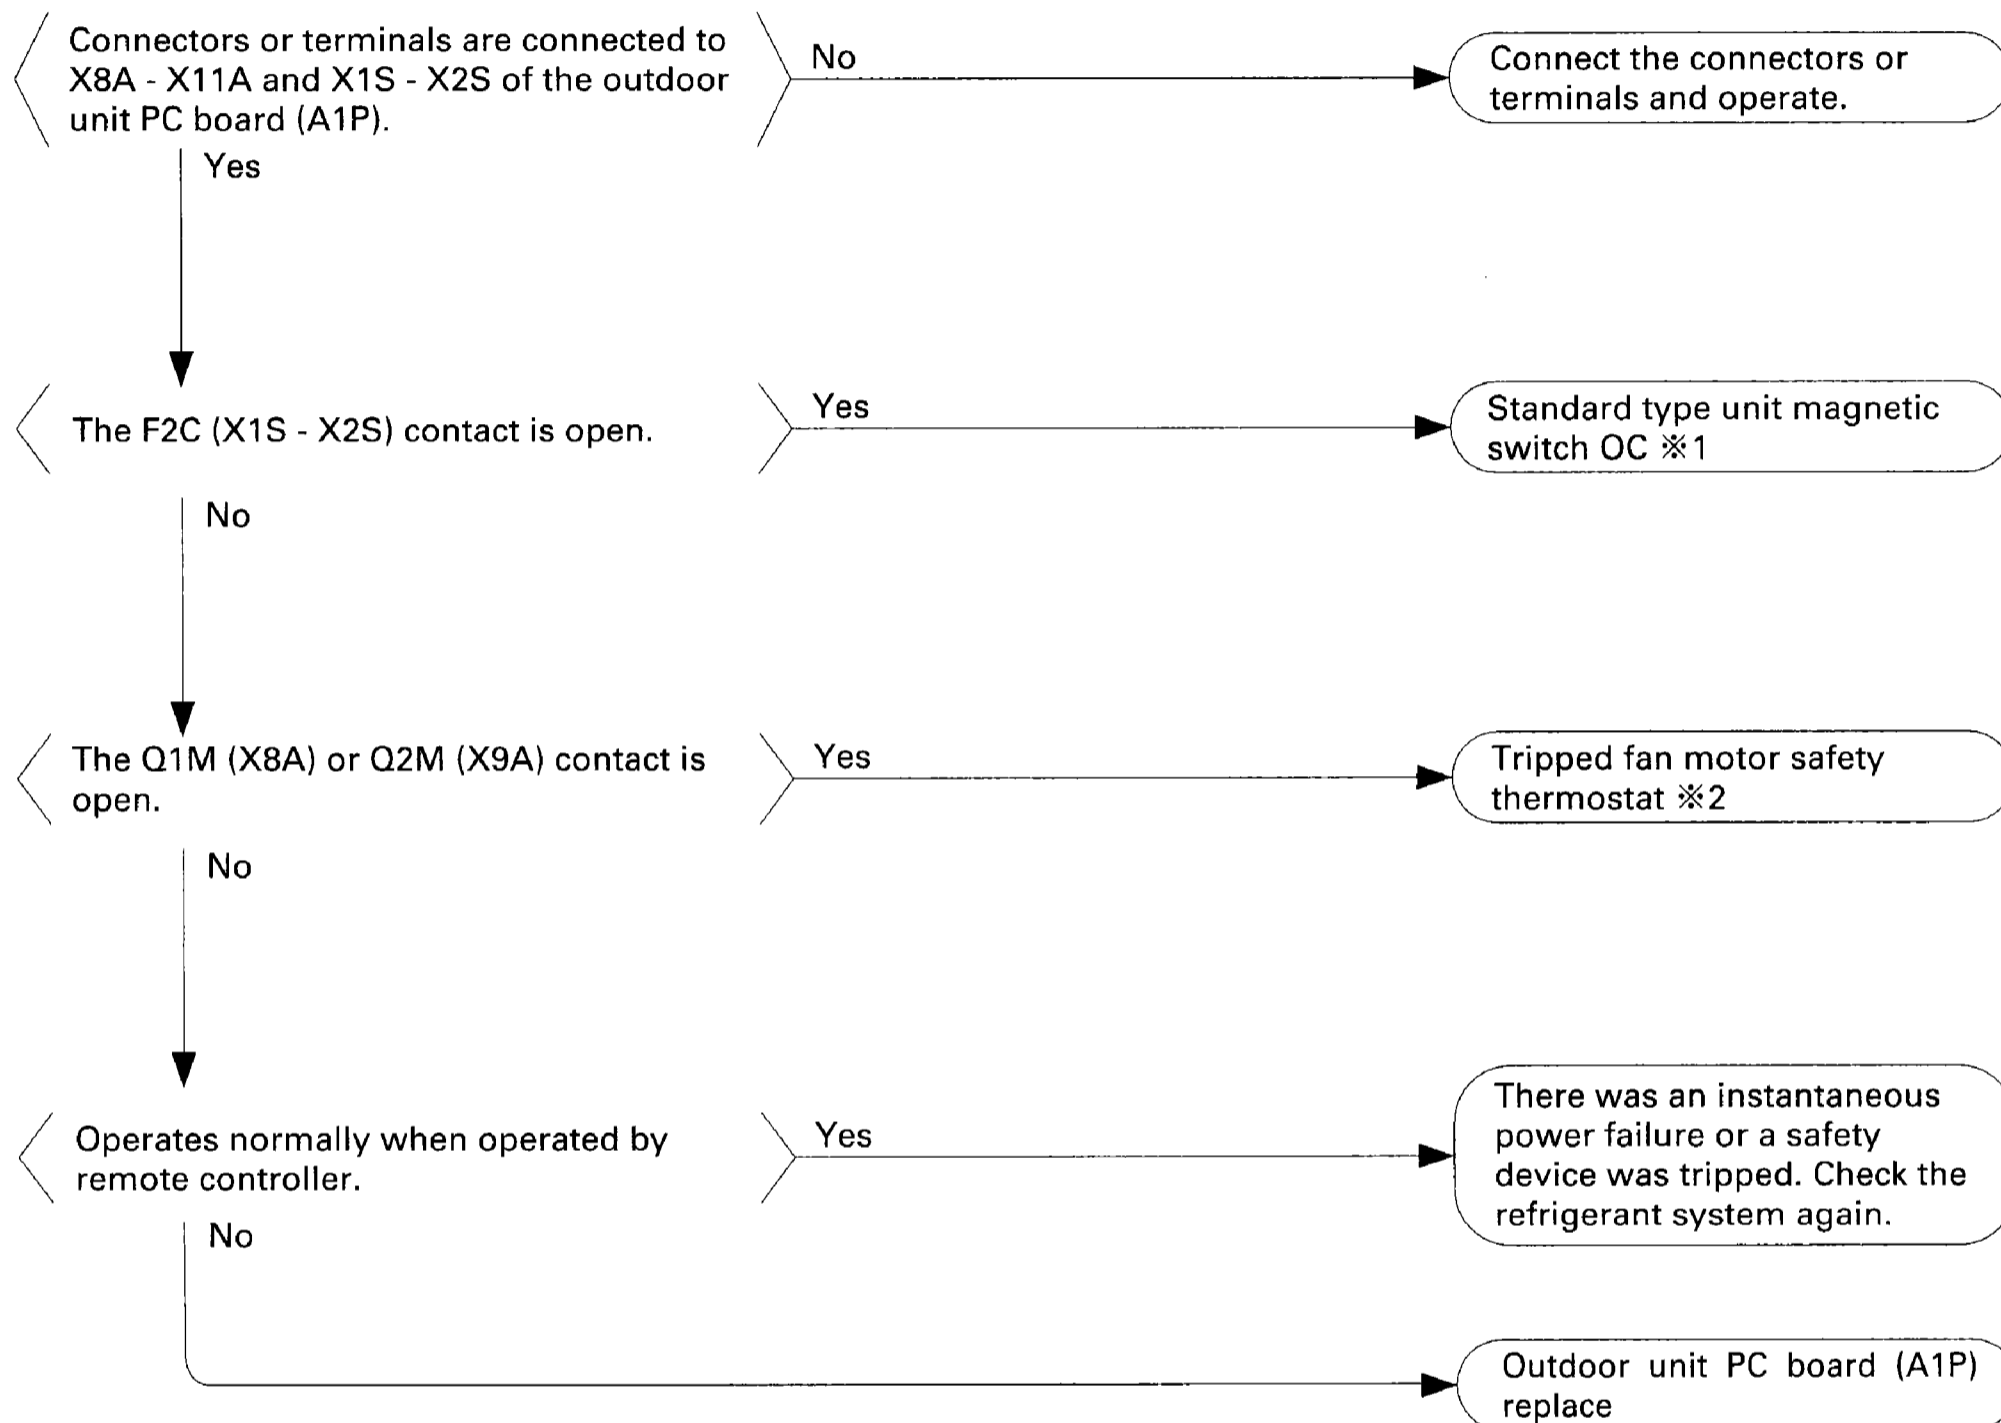 Connectors or terminals are connected to
X8A - X11A and X1S - X2S of the outdoor
unit PC board (A1P).
No
Connect the connectors or
terminals and operate.
Yes
The F2C (X1S - X2S) contact is open.
Yes
Standard type unit magnetic
switch OC ※1
No
The Q1M (X8A) or Q2M (X9A) contact is
open.
Yes
Tripped fan motor safety
thermostat ※2
No
Operates normally when operated by
remote controller.
Yes
There was an instantaneous
power failure or a safety
device was tripped. Check the
refrigerant system again.
No
Outdoor unit PC board (A1P)
replace